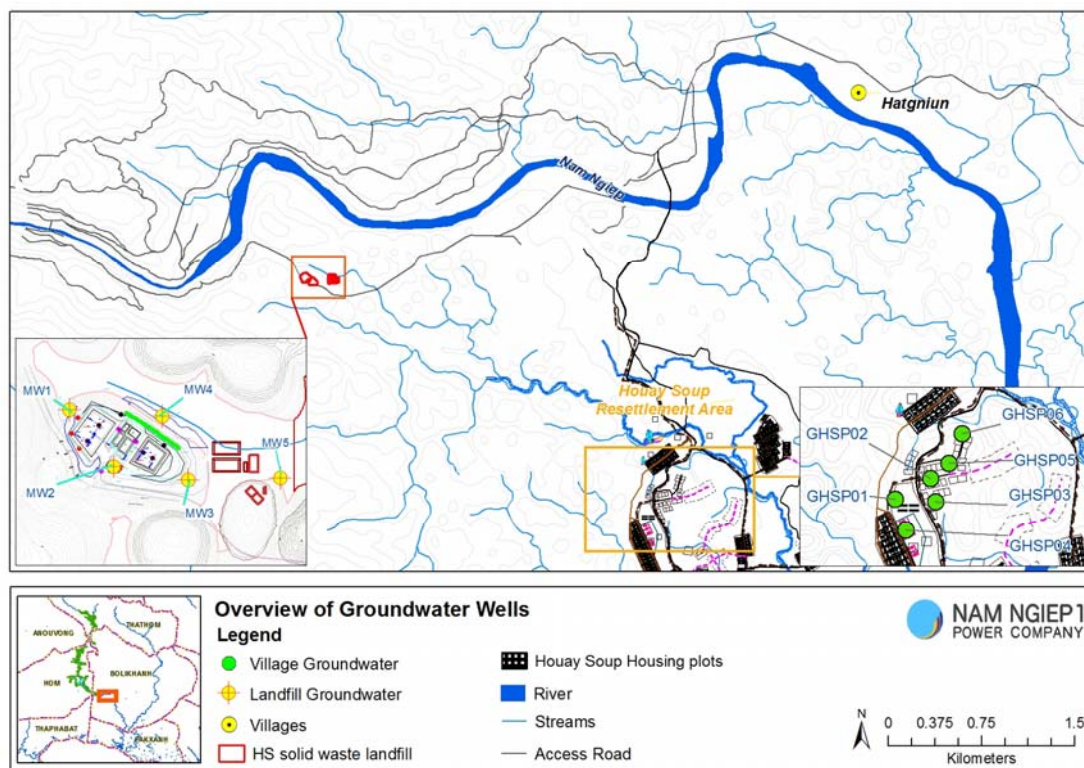 Hatgniun
Nam Ngiep
Houay Soup
Resettlement Area
MW1
MW4
MW5
MW2
MW3
GHSP06
GHSP02
GHSP05
GHSP01
GHSP03
GHSP04
Overview of Groundwater Wells
Legend
Village Groundwater
Landfill Groundwater
Villages
HS solid waste landfill
Houay Soup Housing plots
River
Streams
Access Road
NAM NGIEP 1
POWER COMPANY
N
0 0.375 0.75 1.5
Kilometers
ANOUVONG
THATHOM
HOM
BOLIKHANH
THAPHABAT
PAKXANH